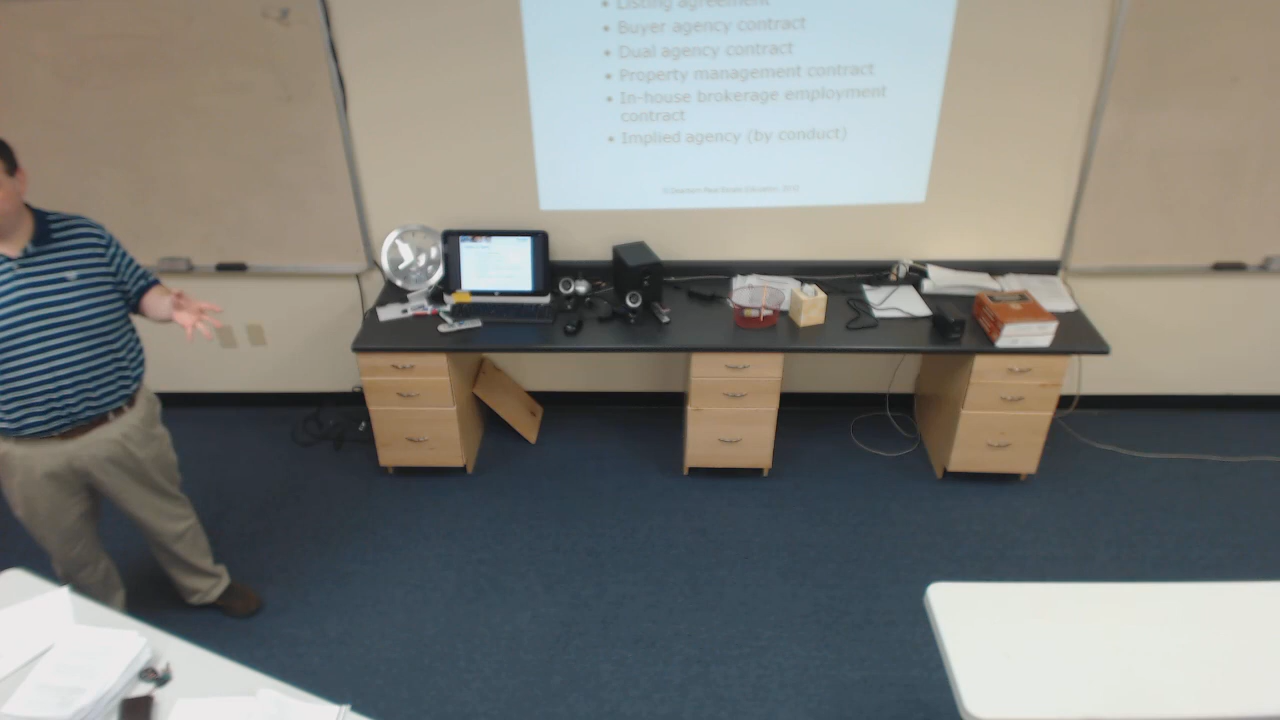 • Listing agreement
• Buyer agency contract
• Dual agency contract
• Property management contract
• In-house brokerage employment
contract
• Implied agency (by conduct)